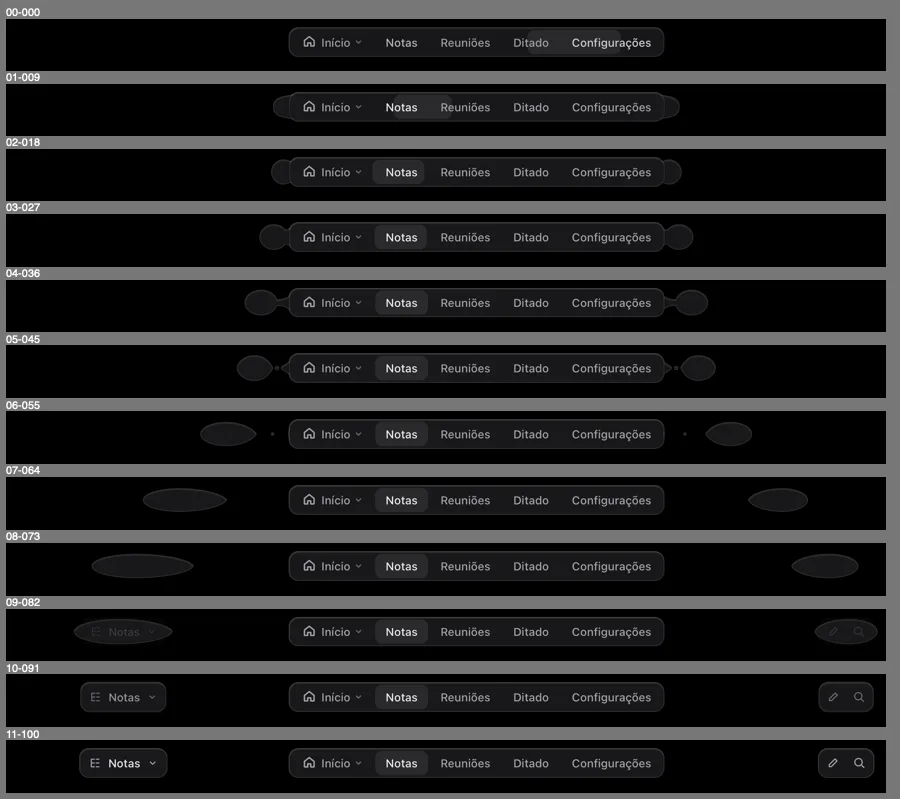 00-000
Início Notas Reuniões Ditado Configurações
01-009
Início Notas Reuniões Ditado Configurações
02-018
Início Notas Reuniões Ditado Configurações
03-027
Início Notas Reuniões Ditado Configurações
04-036
Início Notas Reuniões Ditado Configurações
05-045
Início Notas Reuniões Ditado Configurações
06-055
Início Notas Reuniões Ditado Configurações
07-064
Início Notas Reuniões Ditado Configurações
08-073
Início Notas Reuniões Ditado Configurações
09-082
Notas Início Notas Reuniões Ditado Configurações
10-091
Notas Início Notas Reuniões Ditado Configurações
11-100
Notas Início Notas Reuniões Ditado Configurações